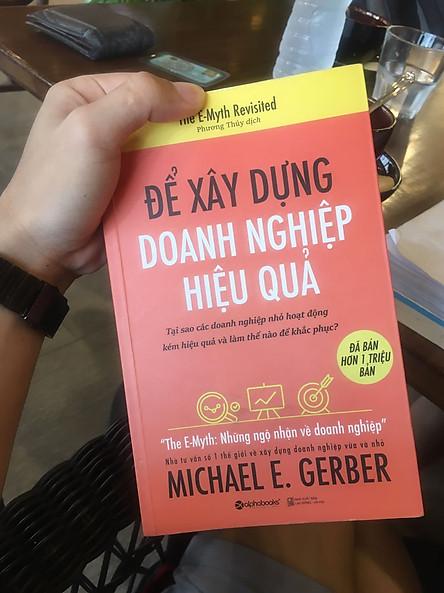 The E-Myth Revisited
Phương Thúy dịch
ĐỂ XÂY DỰNG
DOANH NGHIỆP
HIỆU QUẢ
Tại sao các doanh nghiệp nhỏ hoạt động
kém hiệu quả và làm thế nào để khắc phục?
ĐÃ BÁN
HƠN 1 TRIỆU
BẢN
"The E-Myth: Những ngộ nhận về doanh nghiệp"
Nhà tư vấn số 1 thế giới về xây dựng doanh nghiệp vừa và nhỏ
MICHAEL E. GERBER
alphabooks